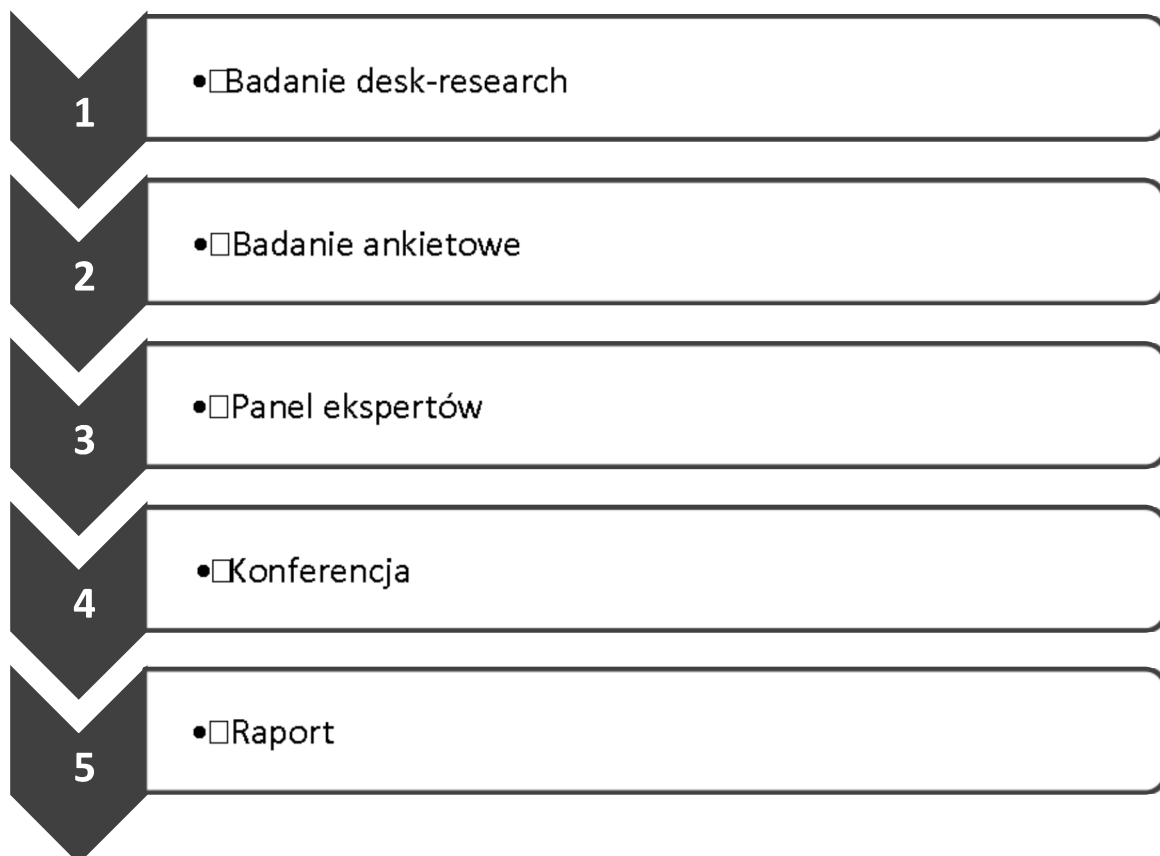 1
•□Badanie desk-research
2
•□Badanie ankietowe
3
•□Panel ekspertów
4
•□Konferencja
5
•□Raport